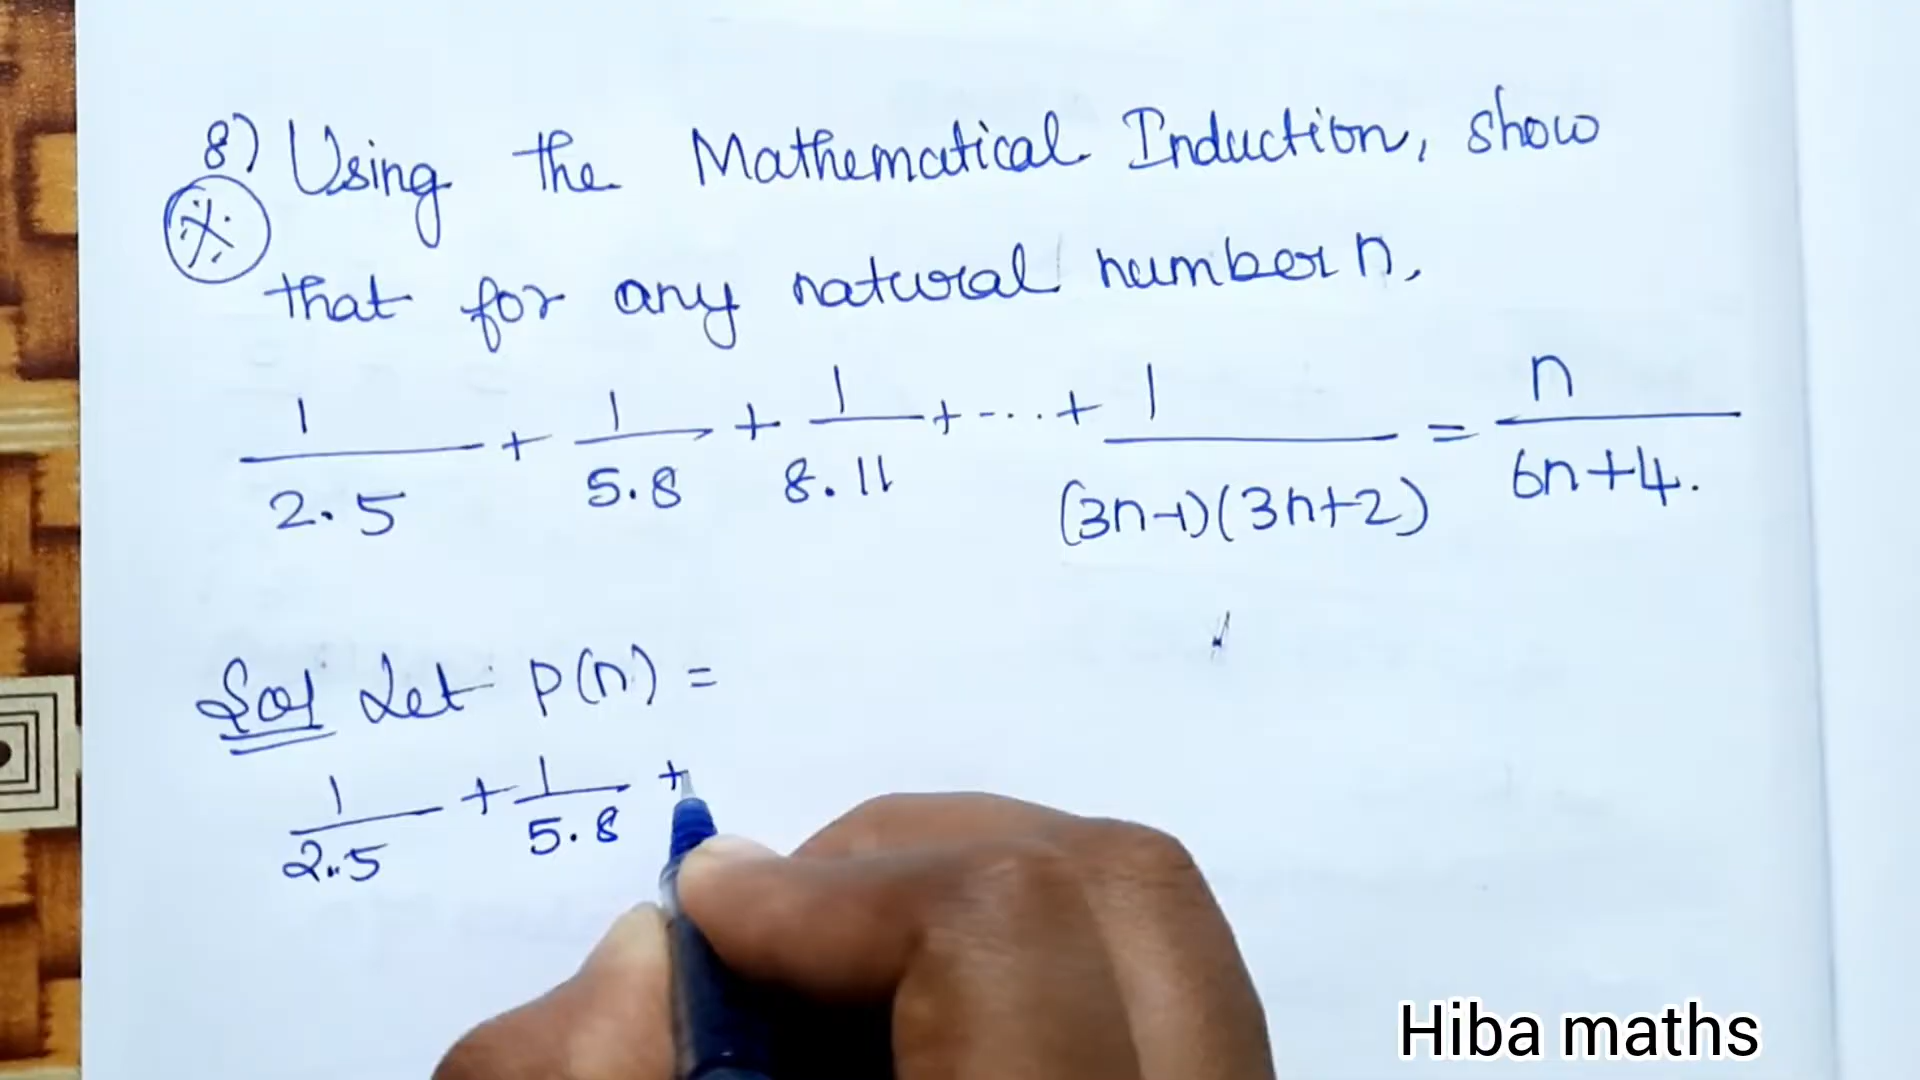 8) Using the Mathematical Induction, show
that for any natural number n,
1/2.5 + 1/5.8 + 1/8.11 + ---- + 1/(3n-1)(3n+2) = n/6n+4.
Sol Let P(n) =
1/2.5 + 1/5.8 +
Hiba maths